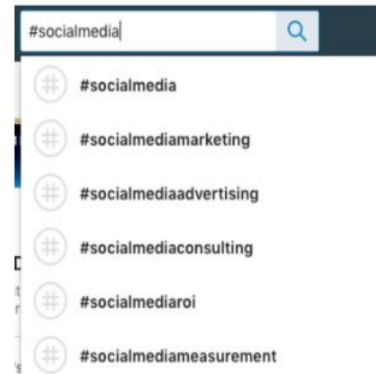 #socialmedia
#socialmedia
#socialmediamarketing
#socialmediaadvertising
#socialmediaconsulting
#socialmediaroi
#socialmediameasurement